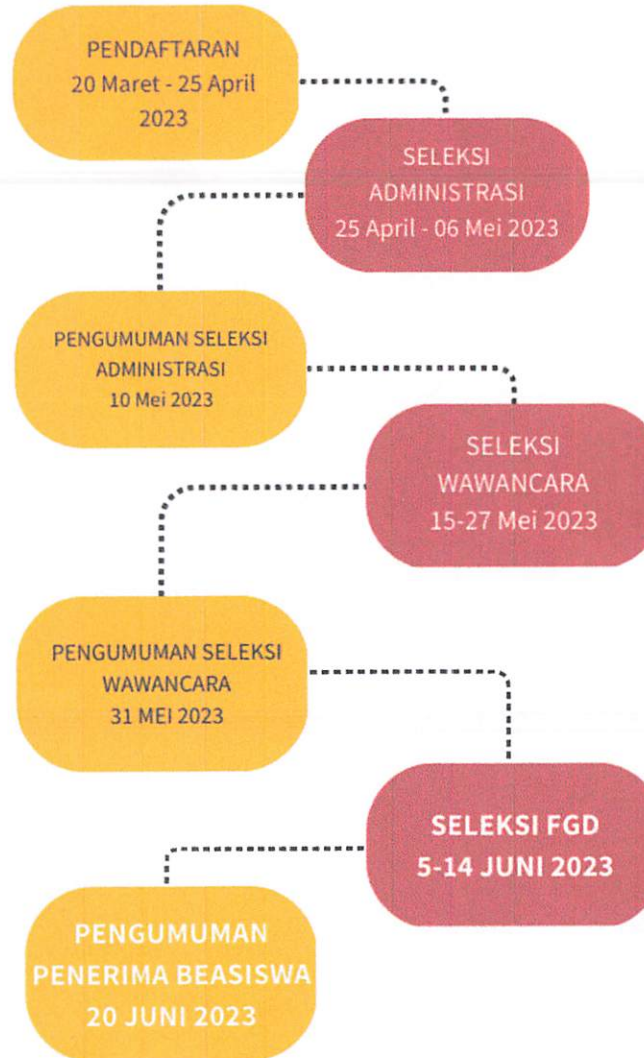 PENDAFTARAN
20 Maret - 25 April
2023
SELEKSI
ADMINISTRASI
25 April - 06 Mei 2023
PENGUMUMAN SELEKSI
ADMINISTRASI
10 Mei 2023
SELEKSI
WAWANCARA
15-27 Mei 2023
PENGUMUMAN SELEKSI
WAWANCARA
31 MEI 2023
SELEKSI FGD
5-14 JUNI 2023
PENGUMUMAN
PENERIMA BEASISWA
20 JUNI 2023